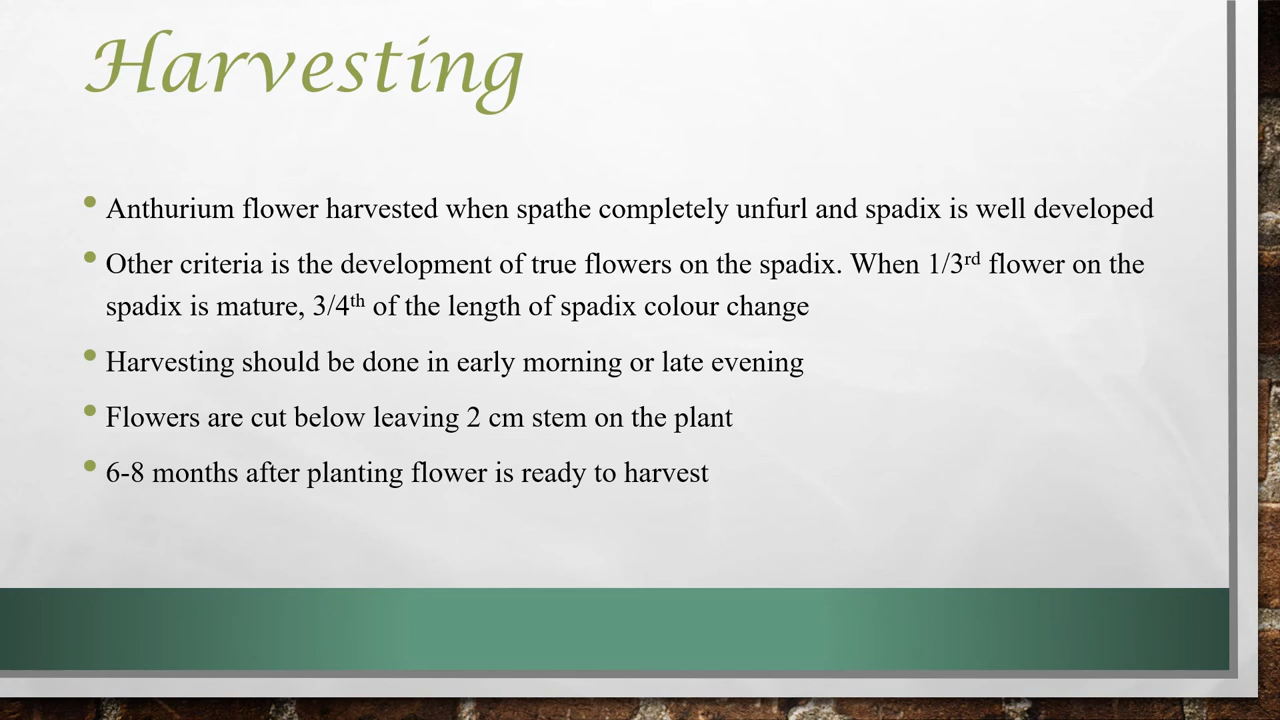 Harvesting
• Anthurium flower harvested when spathe completely unfurl and spadix is well developed
• Other criteria is the development of true flowers on the spadix. When 1/3rd flower on the
spadix is mature, 3/4th of the length of spadix colour change
• Harvesting should be done in early morning or late evening
• Flowers are cut below leaving 2 cm stem on the plant
• 6-8 months after planting flower is ready to harvest